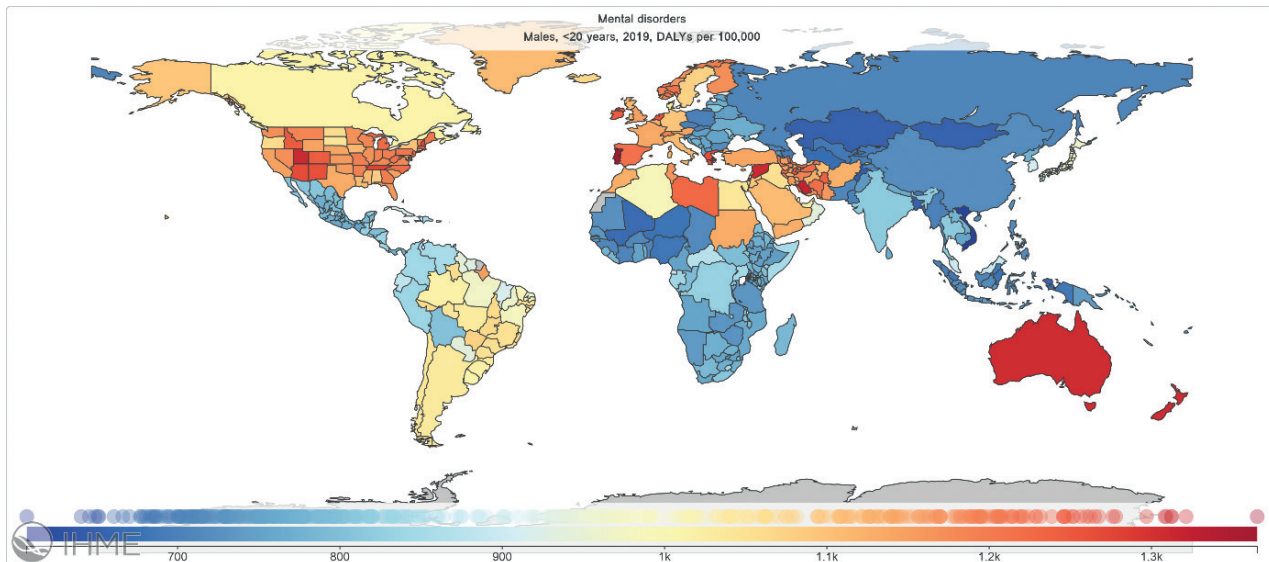 Mental disorders
Males, <20 years, 2019, DALYs per 100,000
IHME
700 800 900 1k 1.1k 1.2k 1.3k